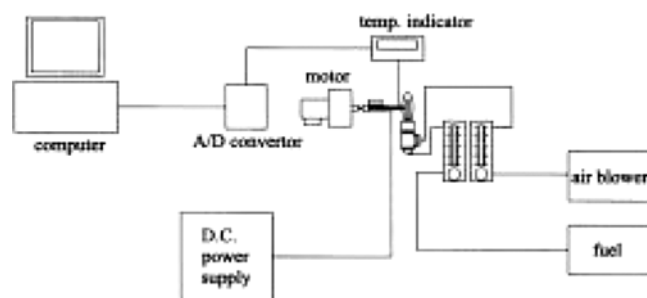 temp. indicator
motor
computer
A/D convertor
air blower
D.C.
power
supply
fuel